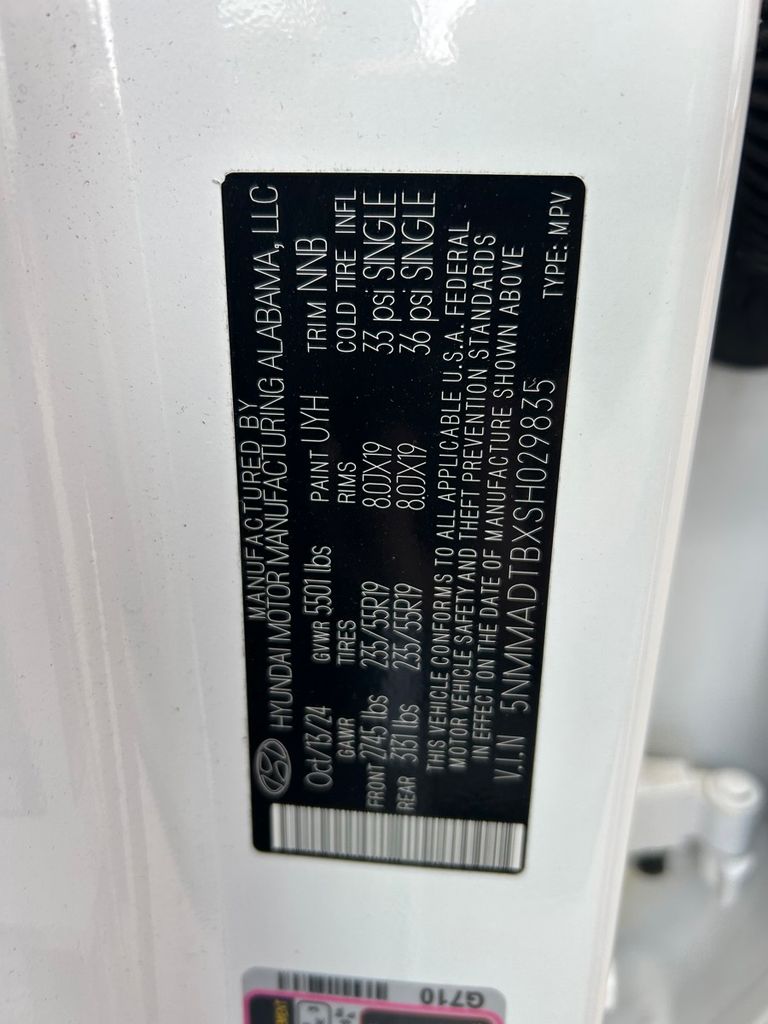 MANUFACTURED BY
HYUNDAI MOTOR MANUFACTURING ALABAMA, LLC
Oct/13/24 GVWR 5501 lbs PAINT UYH TRIM NNB
GAWR TIRES RIMS COLD TIRE INFL
FRONT 2745 lbs 235/55R19 8.0JX19 33 psi SINGLE
REAR 3131 lbs 235/55R19 8.0JX19 36 psi SINGLE
THIS VEHICLE CONFORMS TO ALL APPLICABLE U.S.A. FEDERAL
MOTOR VEHICLE SAFETY AND THEFT PREVENTION STANDARDS
IN EFFECT ON THE DATE OF MANUFACTURE SHOWN ABOVE
V.I.N 5NMMADTBXSH029835 TYPE: MPV
G710